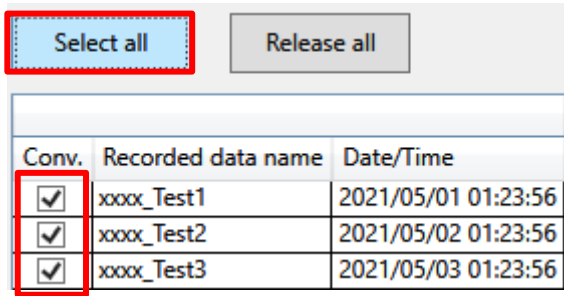 Select all Release all
Conv. Recorded data name Date/Time
xxxx_Test1 2021/05/01 01:23:56
xxxx_Test2 2021/05/02 01:23:56
xxxx_Test3 2021/05/03 01:23:56